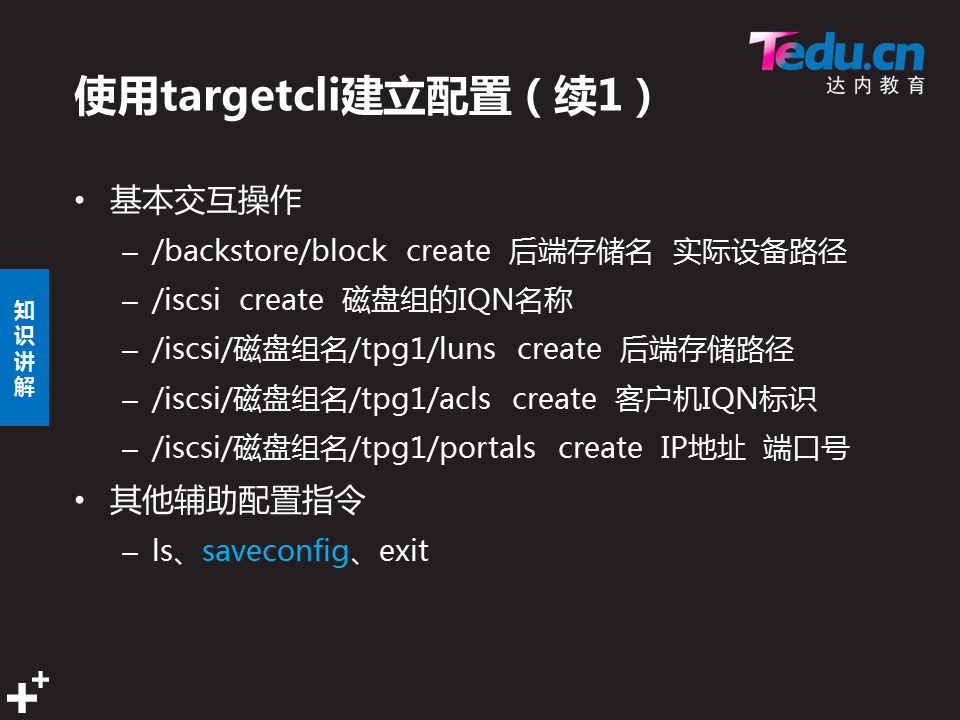 Tedu.cn
达内教育
使用targetcli建立配置（续1）
• 基本交互操作
– /backstore/block create 后端存储名 实际设备路径
– /iscsi create 磁盘组的IQN名称
– /iscsi/磁盘组名/tpg1/luns create 后端存储路径
– /iscsi/磁盘组名/tpg1/acls create 客户机IQN标识
– /iscsi/磁盘组名/tpg1/portals create IP地址 端口号
• 其他辅助配置指令
– ls、saveconfig、exit
知
识
讲
解